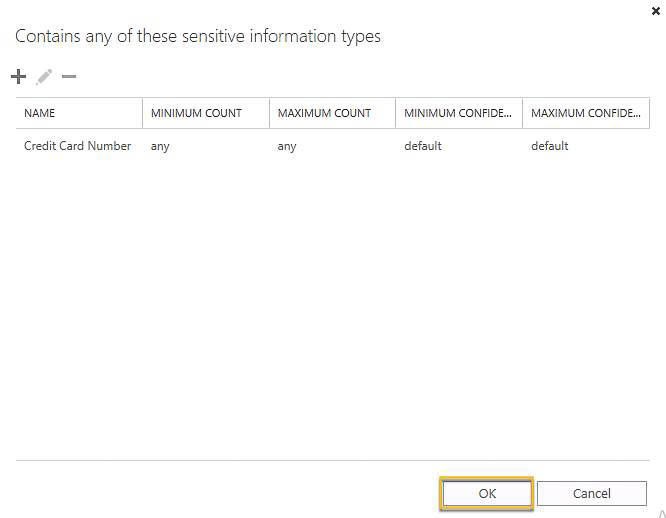 Contains any of these sensitive information types
NAME MINIMUM COUNT MAXIMUM COUNT MINIMUM CONFIDE... MAXIMUM CONFIDE...
Credit Card Number any any default default
OK Cancel